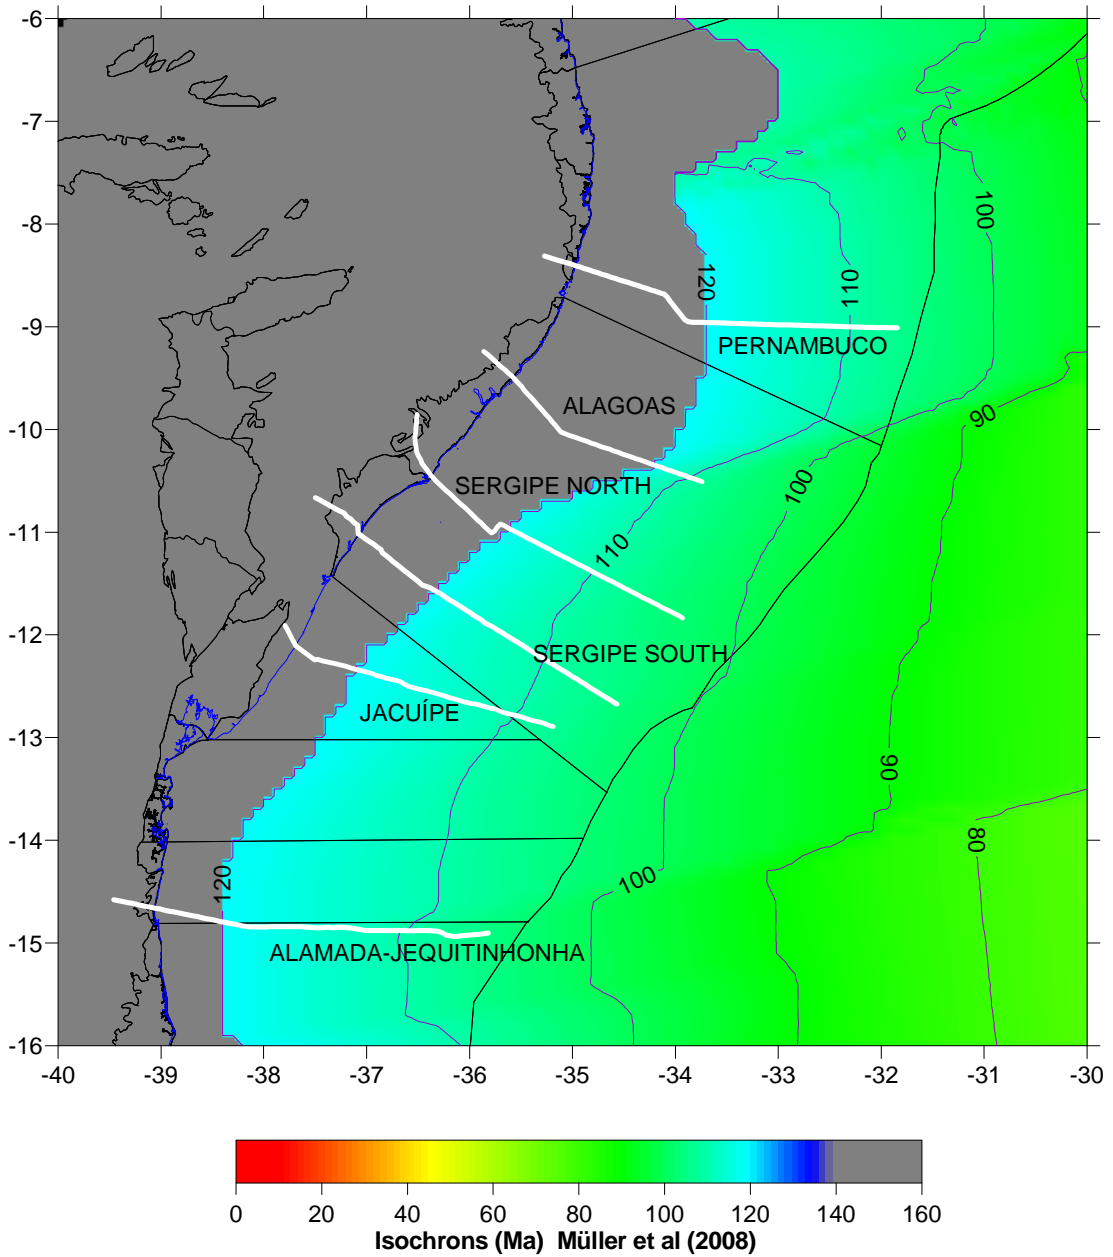 -6
-7
-8
-9
-10
-11
-12
-13
-14
-15
-16
100
120
110
PERNAMBUCO
ALAGOAS
90
100
SERGIPE NORTH
110
SERGIPE SOUTH
JACUÍPE
90
80
100
120
ALAMADA-JEQUITINHONHA
-40 -39 -38 -37 -36 -35 -34 -33 -32 -31 -30
0 20 40 60 80 100 120 140 160
Isochrons (Ma) Müller et al (2008)